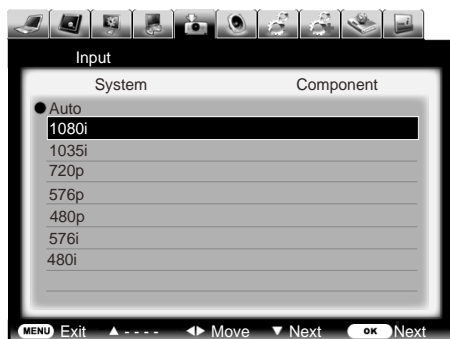 Input
System Component
Auto
1080i
1035i
720p
576p
480p
576i
480i
MENU Exit ▲ - - - - ◀▶ Move ▼ Next OK Next